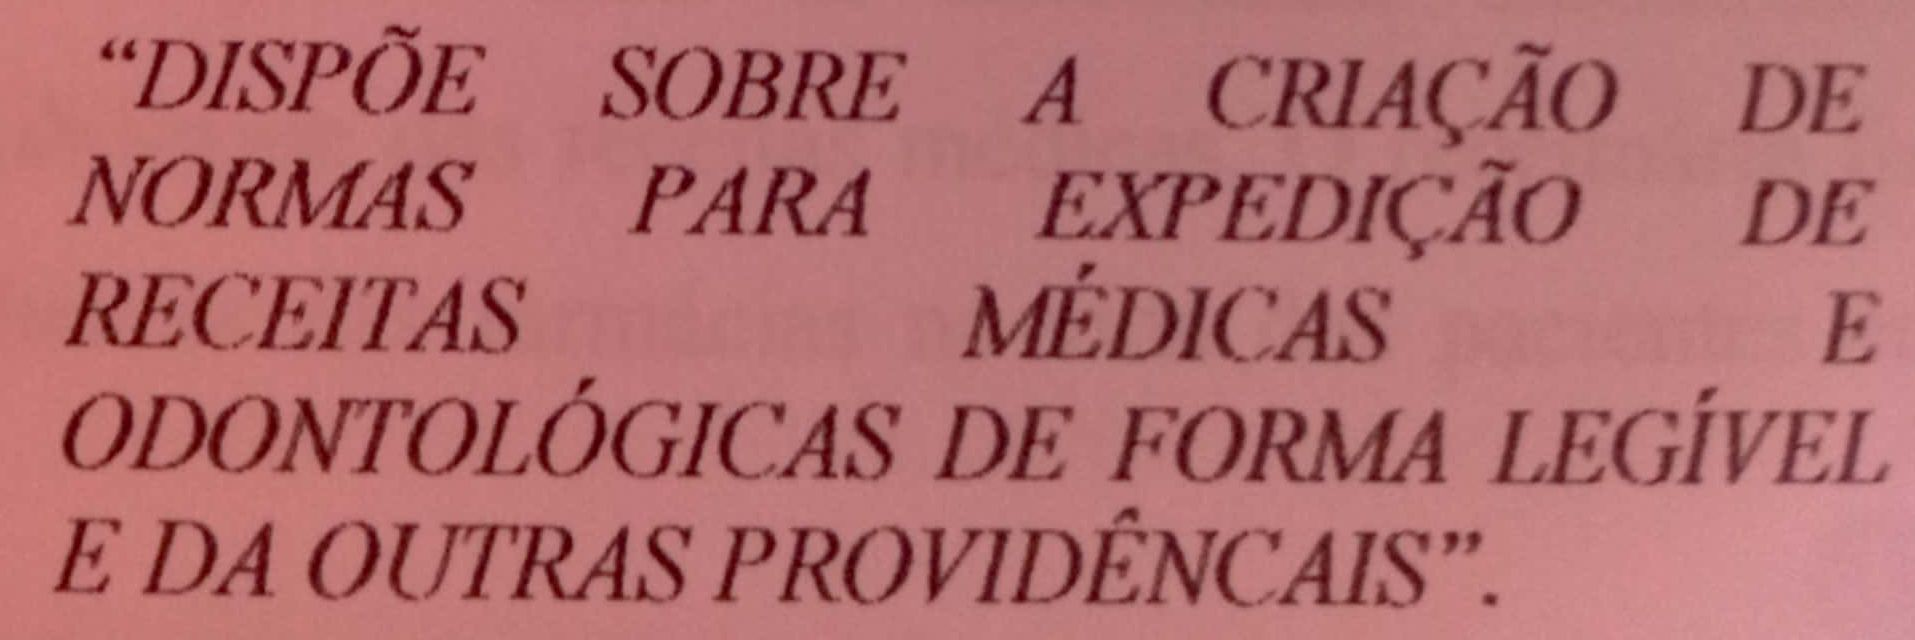 “DISPÕE SOBRE A CRIAÇÃO DE
NORMAS PARA EXPEDIÇÃO DE
RECEITAS MÉDICAS E
ODONTOLÓGICAS DE FORMA LEGÍVEL
E DA OUTRAS PROVIDÊNCAIS”.